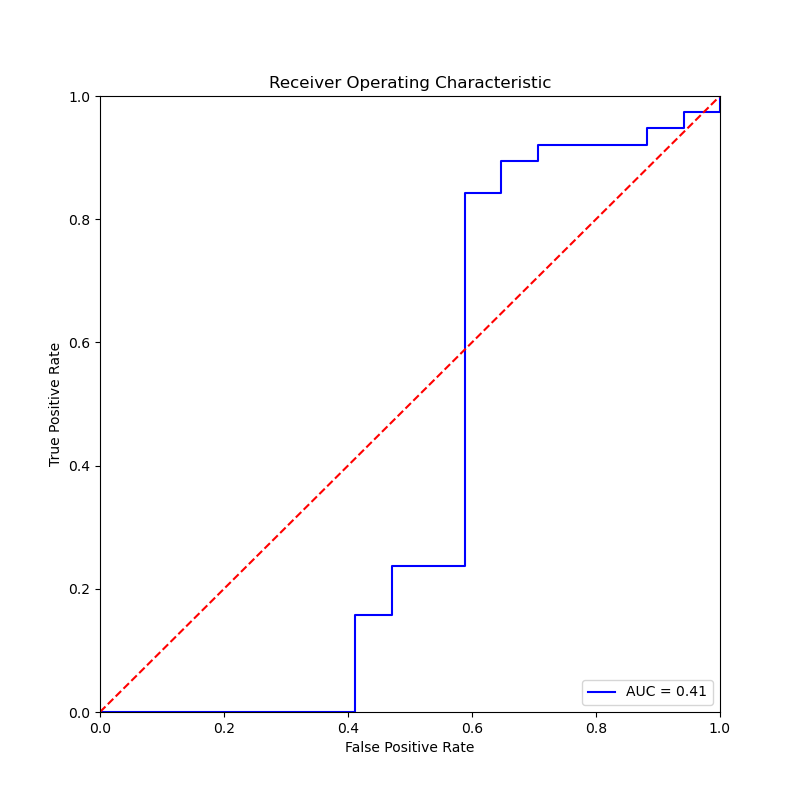 Receiver Operating Characteristic
1.0
0.8
0.6
0.4
0.2
0.0
True Positive Rate
AUC = 0.41
0.0 0.2 0.4 0.6 0.8 1.0
False Positive Rate